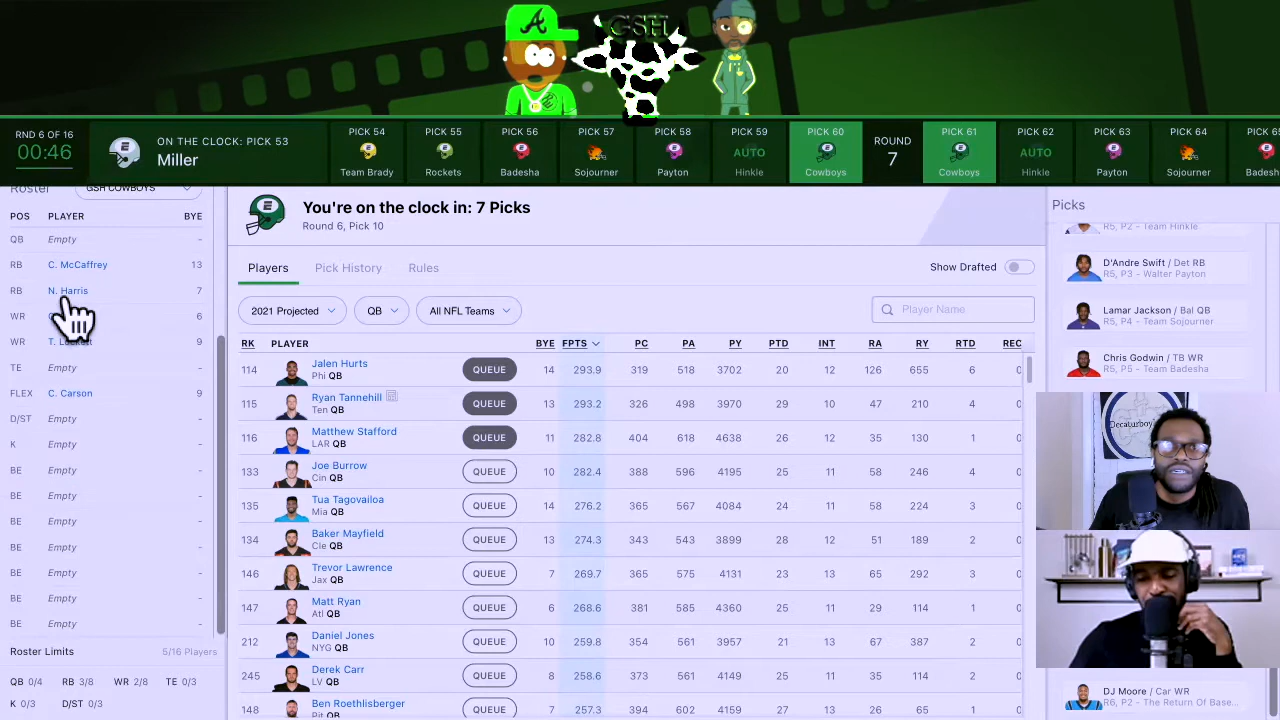 GSH
RND 6 OF 16
00:46
ON THE CLOCK: PICK 53
Miller
PICK 54
Team Brady
PICK 55
Rockets
PICK 56
Badesha
PICK 57
Sojourner
PICK 58
Payton
PICK 59
AUTO
Hinkle
PICK 60
Cowboys
ROUND
7
PICK 61
Cowboys
PICK 62
AUTO
Hinkle
PICK 63
Payton
PICK 64
Sojourner
PICK 65
Badesh
Roster GSH COWBOYS
POS PLAYER BYE
QB Empty -
RB C. McCaffrey 13
RB N. Harris 7
WR 6
WR T. Lockett 9
TE Empty -
FLEX C. Carson 9
D/ST Empty -
K Empty -
BE Empty -
BE Empty -
BE Empty -
BE Empty -
BE Empty -
BE Empty -
BE Empty -
Roster Limits 5/16 Players
QB 0/4 RB 3/8 WR 2/8 TE 0/3
K 0/3 D/ST 0/3
You're on the clock in: 7 Picks
Round 6, Pick 10
Players Pick History Rules Show Drafted
2021 Projected QB All NFL Teams Player Name
RK PLAYER BYE FPTS PC PA PY PTD INT RA RY RTD REC
114 Jalen Hurts Phi QB QUEUE 14 293.9 319 518 3702 20 12 126 655 6 0
115 Ryan Tannehill Ten QB QUEUE 13 293.2 326 498 3970 29 10 47 210 4 0
116 Matthew Stafford LAR QB QUEUE 11 282.8 404 618 4638 26 12 35 130 1 0
133 Joe Burrow Cin QB QUEUE 10 282.4 388 596 4195 25 11 58 246 4 0
135 Tua Tagovailoa Mia QB QUEUE 14 276.2 365 567 4084 24 11 58 224 3 0
134 Baker Mayfield Cle QB QUEUE 13 274.3 343 543 3899 28 12 51 189 2 0
146 Trevor Lawrence Jax QB QUEUE 7 269.7 365 575 4131 23 13 65 292 3 0
147 Matt Ryan Atl QB QUEUE 6 268.6 381 585 4360 26 11 29 114 1 0
212 Daniel Jones NYG QB QUEUE 10 259.8 354 561 3957 21 13 67 387 2 0
245 Derek Carr LV QB QUEUE 8 258.6 373 561 4149 25 11 35 114 2 0
148 Ben Roethlisberger Pit QB QUEUE 7 257.3 394 602 4159 27
Picks
R5, P2 - Team Hinkle
D'Andre Swift / Det RB
R5, P3 - Walter Payton
Lamar Jackson / Bal QB
R5, P4 - Team Sojourner
Chris Godwin / TB WR
R5, P5 - Team Badesha
Decaturboy
DJ Moore / Car WR
R6, P2 - The Return Of Base...